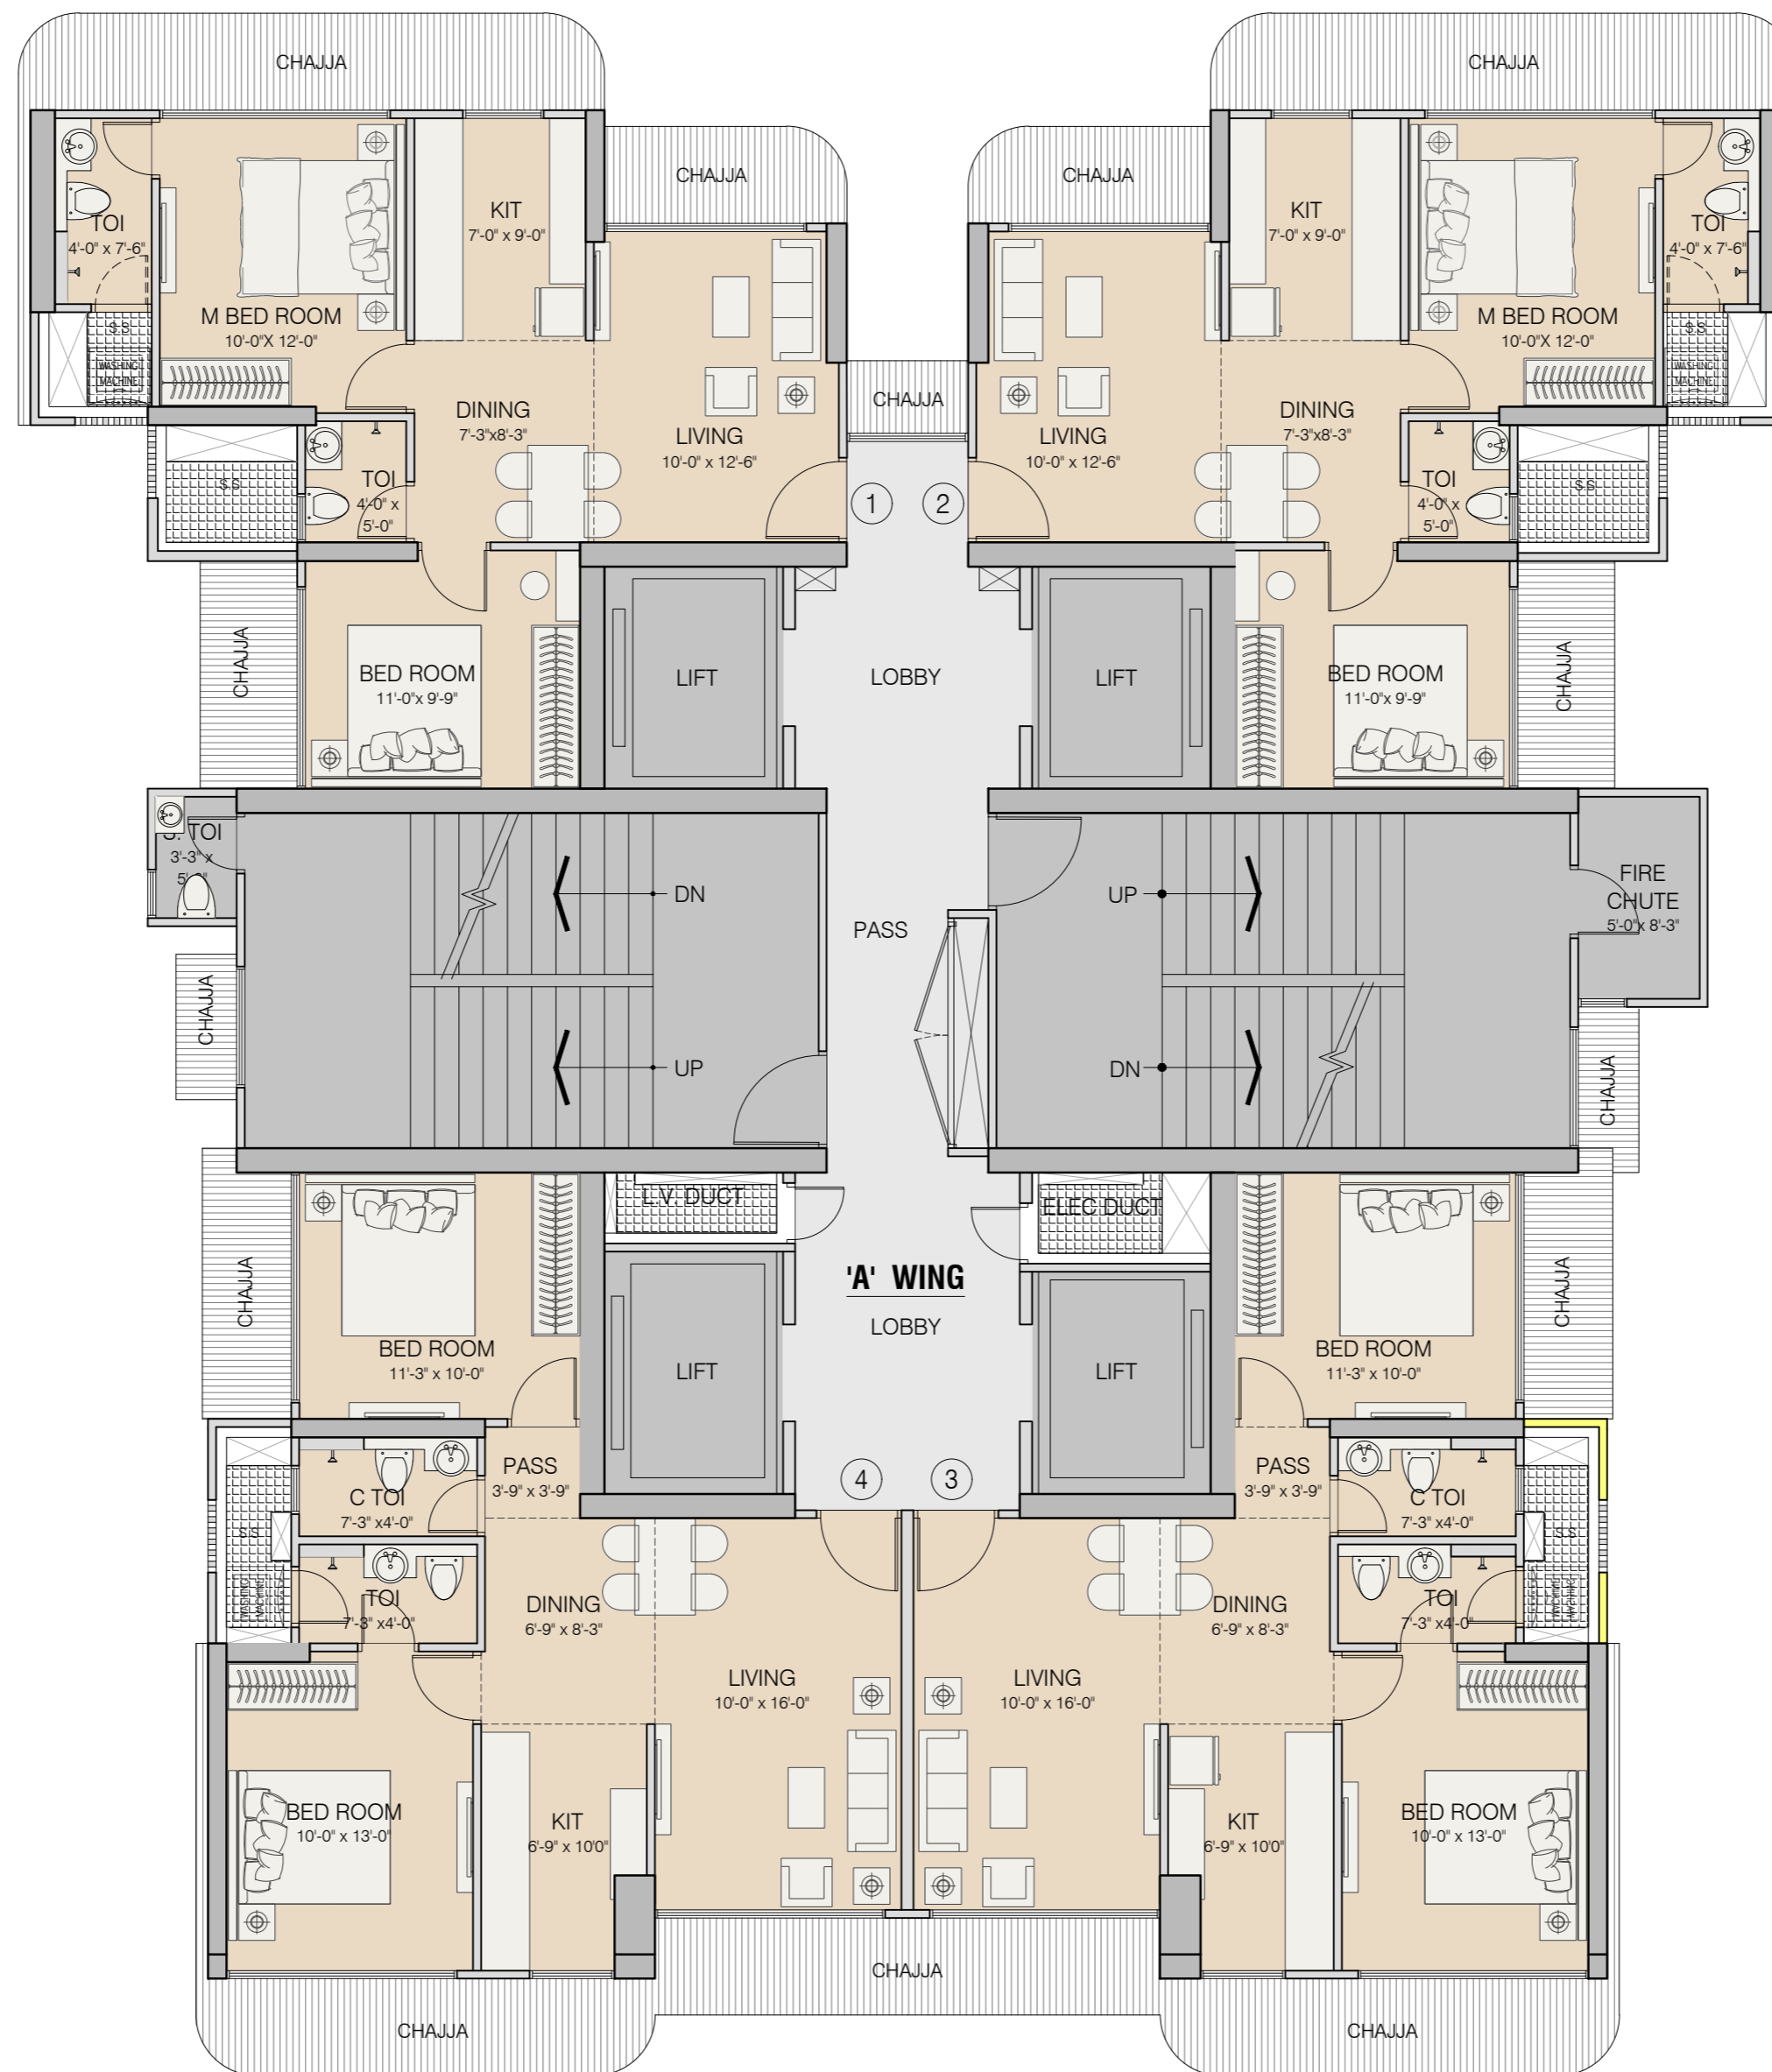 CHAJJA
CHAJJA
CHAJJA
CHAJJA
TOI
4'-0" x 7'-6"
M BED ROOM
10'-0"X 12'-0"
KIT
7'-0" x 9'-0"
KIT
7'-0" x 9'-0"
M BED ROOM
10'-0"X 12'-0"
TOI
4'-0" x 7'-6"
S.S
WASHING
MACHINE
S.S
WASHING
MACHINE
CHAJJA
DINING
7'-3"x8'-3"
LIVING
10'-0" x 12'-6"
LIVING
10'-0" x 12'-6"
DINING
7'-3"x8'-3"
S.S
TOI
4'-0" x
5'-0"
1
2
TOI
4'-0" x
5'-0"
S.S
CHAJJA
BED ROOM
11'-0"x 9'-9"
LIFT
LOBBY
LIFT
BED ROOM
11'-0"x 9'-9"
CHAJJA
S. TOI
3'-3" x
DN
UP
PASS
FIRE
CHUTE
5'-0"x 8'-3"
CHAJJA
UP
DN
CHAJJA
L.V. DUCT
ELEC DUCT
CHAJJA
BED ROOM
11'-3" x 10'-0"
LIFT
'A' WING
LOBBY
LIFT
BED ROOM
11'-3" x 10'-0"
CHAJJA
PASS
3'-9" x 3'-9"
4
3
PASS
3'-9" x 3'-9"
C TOI
7'-3" x4'-0"
C TOI
7'-3" x4'-0"
S.S
WASHING
MACHINE
S.S
WASHING
MACHINE
TOI
7'-3" x4'-0"
DINING
6'-9" x 8'-3"
DINING
6'-9" x 8'-3"
TOI
7'-3" x4'-0"
LIVING
10'-0" x 16'-0"
LIVING
10'-0" x 16'-0"
BED ROOM
10'-0" x 13'-0"
KIT
6'-9" x 10'0"
KIT
6'-9" x 10'0"
BED ROOM
10'-0" x 13'-0"
CHAJJA
CHAJJA
CHAJJA